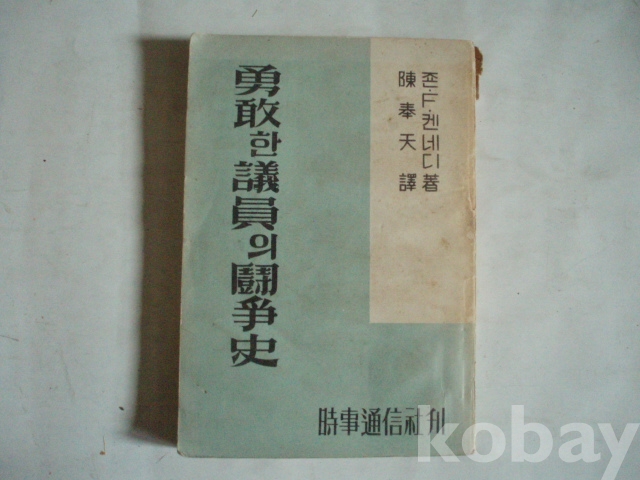 죤·F·켄네디 著
陳奉天 譯
勇敢한 議員의 鬪爭史
時事通信社刊
kobay